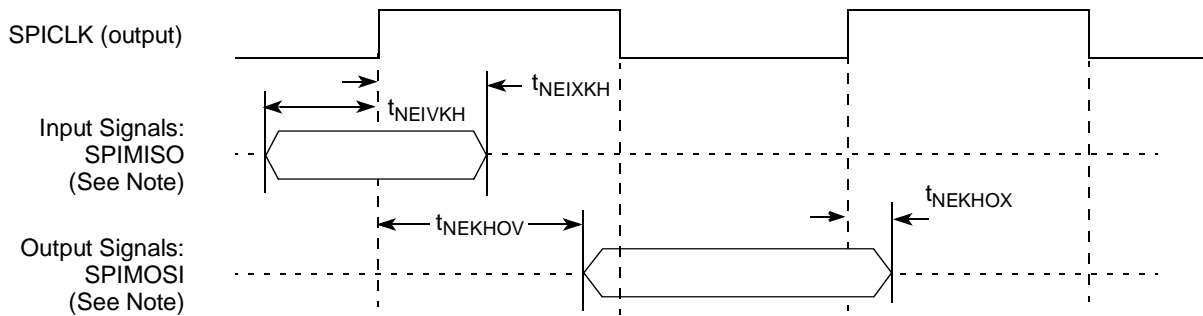 SPICLK (output)
tNEIXKH
tNEIVKH
Input Signals:
SPIMISO
(See Note)
tNEKHOX
tNEKHOV
Output Signals:
SPIMOSI
(See Note)